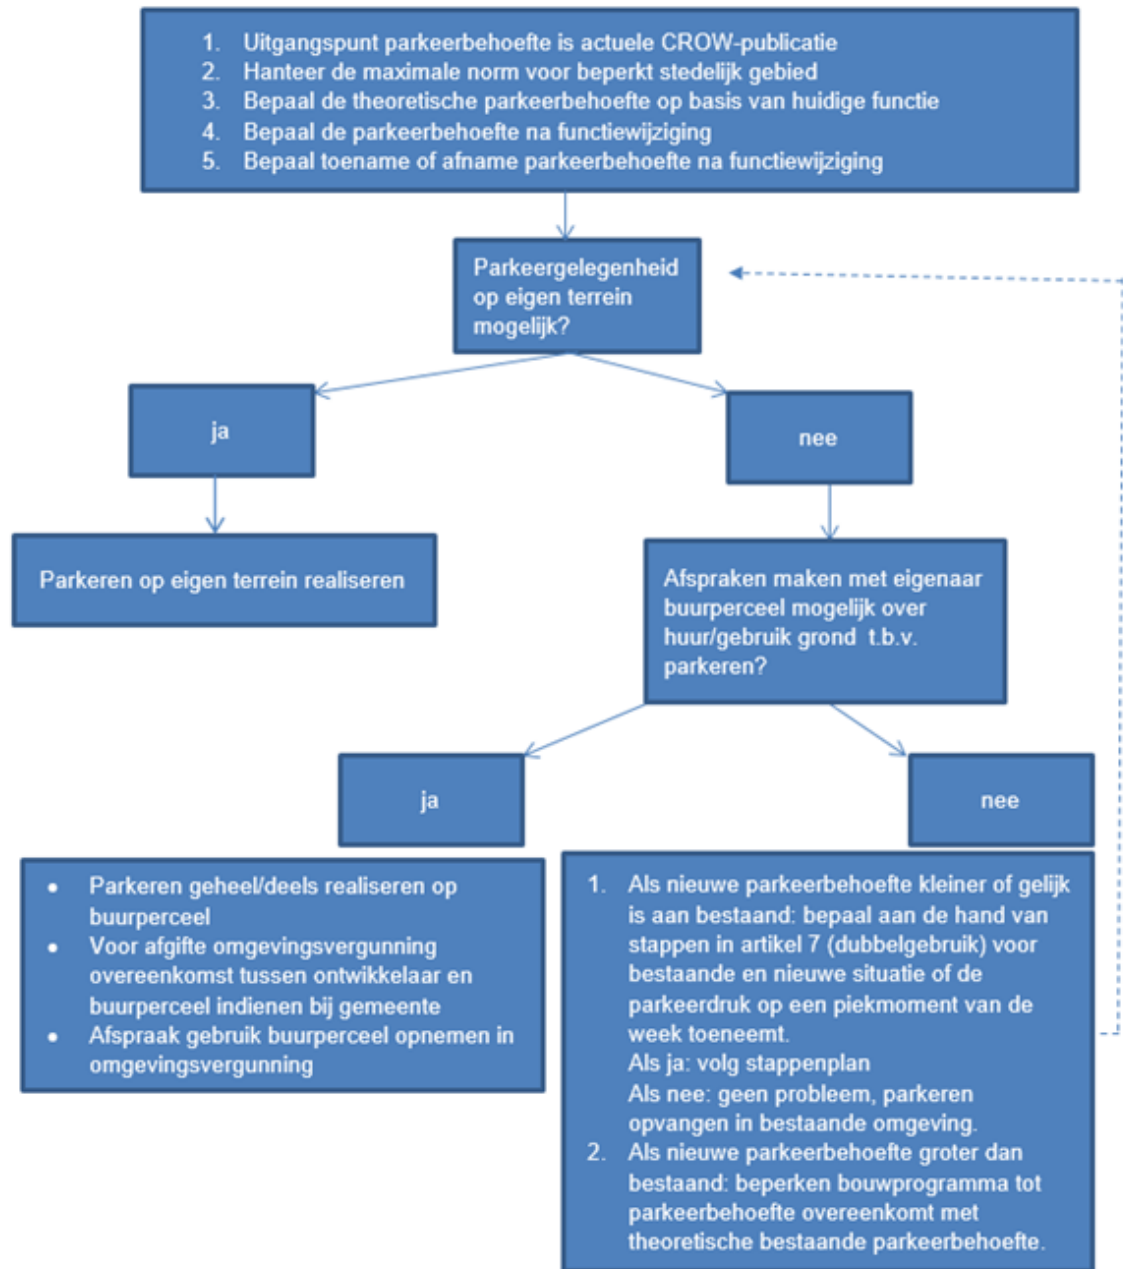 1. Uitgangspunt parkeerbehoefte is actuele CROW-publicatie
2. Hanteer de maximale norm voor beperkt stedelijk gebied
3. Bepaal de theoretische parkeerbehoefte op basis van huidige functie
4. Bepaal de parkeerbehoefte na functiewijziging
5. Bepaal toename of afname parkeerbehoefte na functiewijziging
Parkeergelegenheid
op eigen terrein
mogelijk?
ja
nee
Parkeren op eigen terrein realiseren
Afspraken maken met eigenaar
buurperceel mogelijk over
huur/gebruik grond t.b.v.
parkeren?
ja
nee
• Parkeren geheel/deels realiseren op
buurperceel
• Voor afgifte omgevingsvergunning
overeenkomst tussen ontwikkelaar en
buurperceel indienen bij gemeente
• Afspraak gebruik buurperceel opnemen in
omgevingsvergunning
1. Als nieuwe parkeerbehoefte kleiner of gelijk
is aan bestaand: bepaal aan de hand van
stappen in artikel 7 (dubbelgebruik) voor
bestaande en nieuwe situatie of de
parkeerdruk op een piekmoment van de
week toeneemt.
Als ja: volg stappenplan
Als nee: geen probleem, parkeren
opvangen in bestaande omgeving.
2. Als nieuwe parkeerbehoefte groter dan
bestaand: beperken bouwprogramma tot
parkeerbehoefte overeenkomt met
theoretische bestaande parkeerbehoefte.